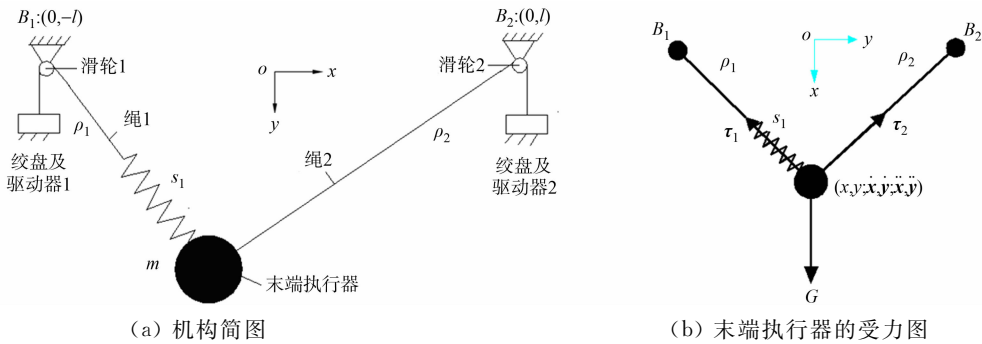 B₁:(0,-l)
B₂:(0,l)
滑轮1
o
x
y
滑轮2
ρ₁
绳1
绞盘及
驱动器1
s₁
绳2
ρ₂
绞盘及
驱动器2
m
末端执行器
(a) 机构简图
B₁
B₂
o
y
x
ρ₁
ρ₂
s₁
τ₁
τ₂
(x,y;ẋ,ẏ;ẍ,ÿ)
G
(b) 末端执行器的受力图